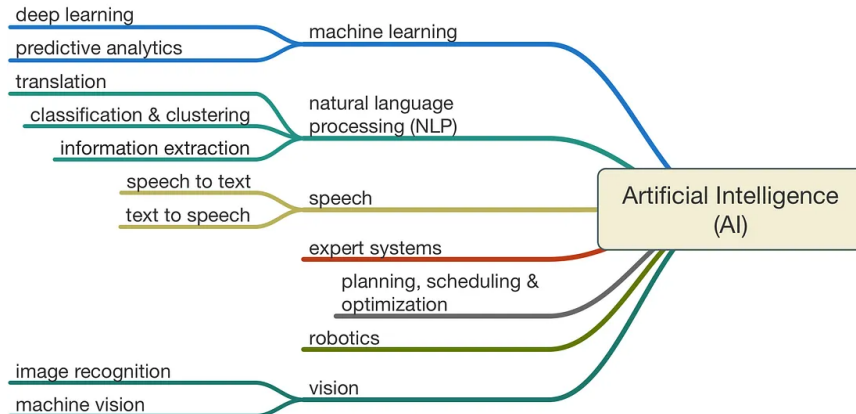 deep learning
predictive analytics
machine learning
translation
classification & clustering
information extraction
natural language
processing (NLP)
speech to text
text to speech
speech
expert systems
planning, scheduling &
optimization
robotics
image recognition
machine vision
vision
Artificial Intelligence
(AI)